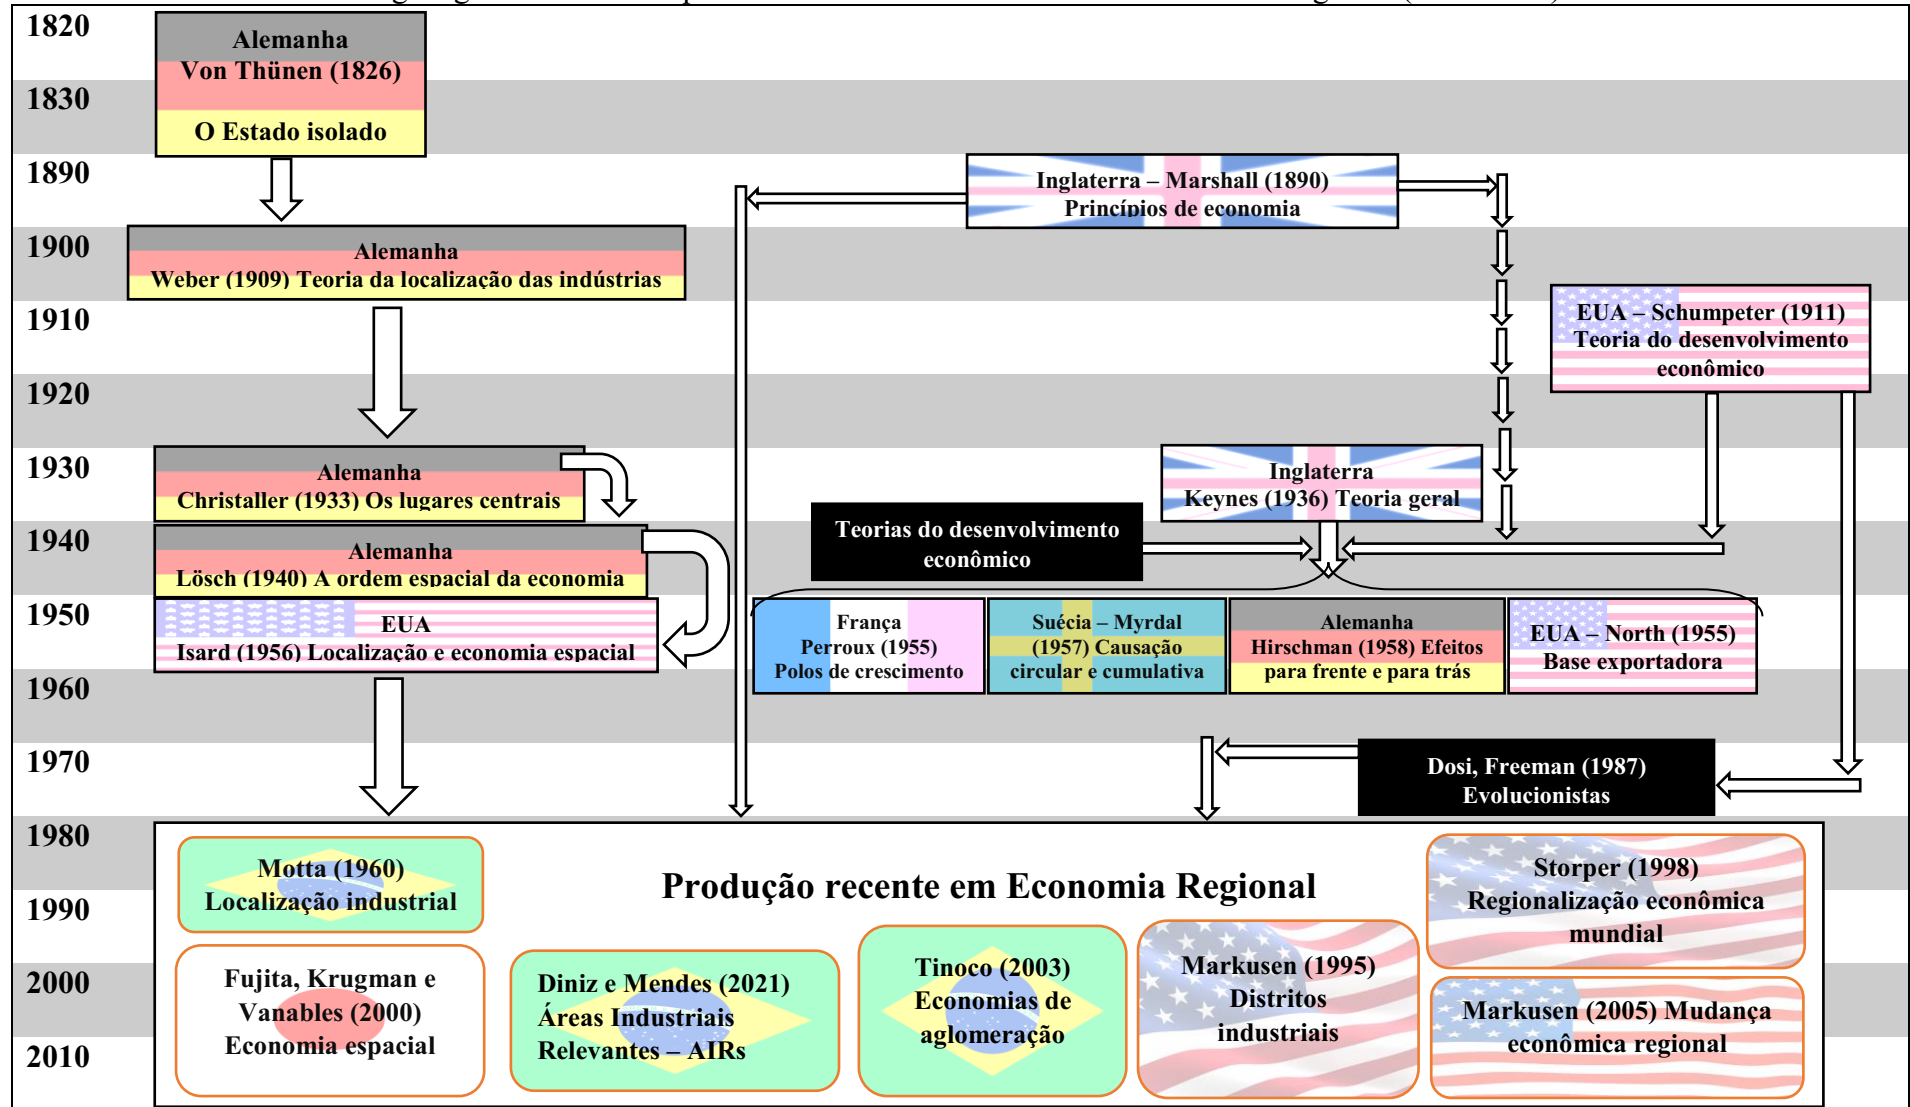 1820
Alemanha
Von Thünen (1826)
O Estado isolado
1830
1890
Inglaterra – Marshall (1890)
Princípios de economia
1900
Alemanha
Weber (1909) Teoria da localização das indústrias
1910
EUA – Schumpeter (1911)
Teoria do desenvolvimento
econômico
1920
1930
Alemanha
Christaller (1933) Os lugares centrais
Inglaterra
Keynes (1936) Teoria geral
1940
Alemanha
Lösch (1940) A ordem espacial da economia
Teorias do desenvolvimento
econômico
1950
EUA
Isard (1956) Localização e economia espacial
França
Perroux (1955)
Polos de crescimento
Suécia – Myrdal
(1957) Causação
circular e cumulativa
Alemanha
Hirschman (1958) Efeitos
para frente e para trás
EUA – North (1955)
Base exportadora
1960
1970
Dosi, Freeman (1987)
Evolucionistas
1980
Motta (1960)
Localização industrial
Produção recente em Economia Regional
Storper (1998)
Regionalização econômica
mundial
1990
Fujita, Krugman e
Vanables (2000)
Economia espacial
Diniz e Mendes (2021)
Áreas Industriais
Relevantes – AIRs
Tinoco (2003)
Economias de
aglomeração
Markusen (1995)
Distritos
industriais
2000
Markusen (2005) Mudança
econômica regional
2010